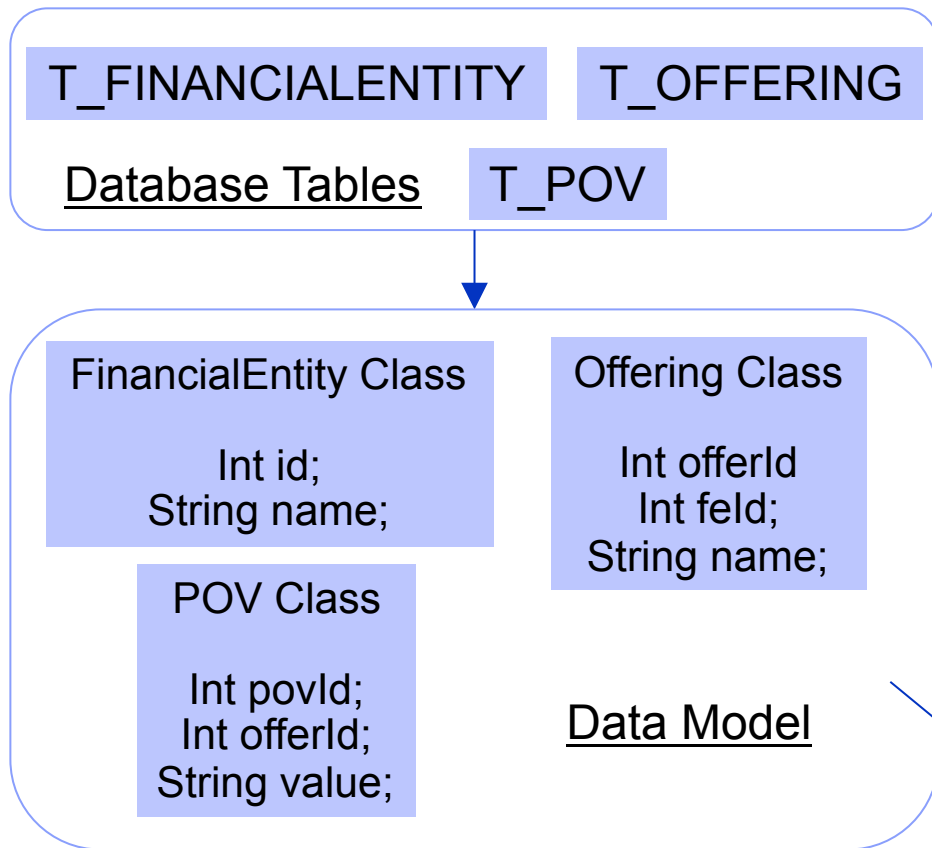 T_FINANCIALENTITY
T_OFFERING
Database Tables
T_POV
FinancialEntity Class
Int id;
String name;
Offering Class
Int offerId
Int feId;
String name;
POV Class
Int povId;
Int offerId;
String value;
Data Model